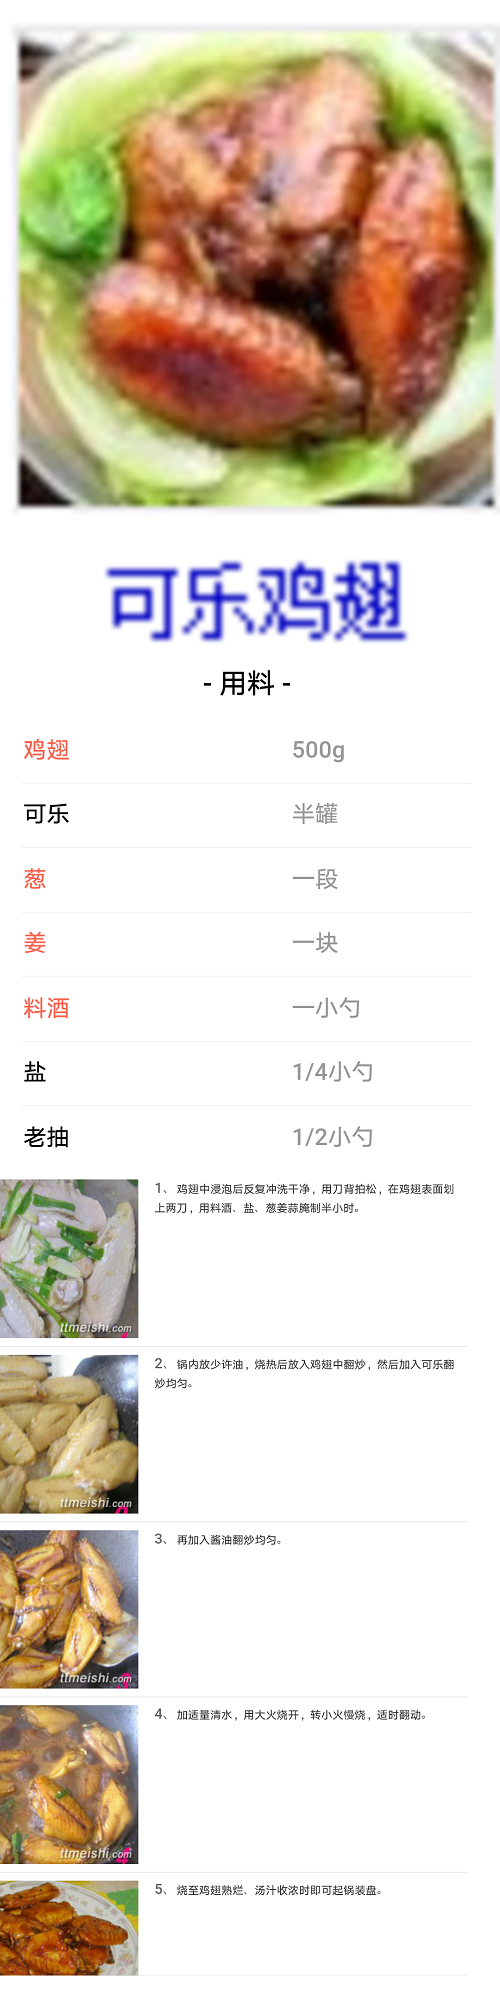 可乐鸡翅
- 用料 -
鸡翅 500g
可乐 半罐
葱 一段
姜 一块
料酒 一小勺
盐 1/4小勺
老抽 1/2小勺
1、 鸡翅中浸泡后反复冲洗干净，用刀背拍松，在鸡翅表面划
上两刀，用料酒、盐、葱姜蒜腌制半小时。
ttmeishi.com
2、 锅内放少许油，烧热后放入鸡翅中翻炒，然后加入可乐翻
炒均匀。
ttmeishi.com
3、 再加入酱油翻炒均匀。
ttmeishi.com
3
4、 加适量清水，用大火烧开，转小火慢烧，适时翻动。
ttmeishi.com
4
5、 烧至鸡翅熟烂、汤汁收浓时即可起锅装盘。